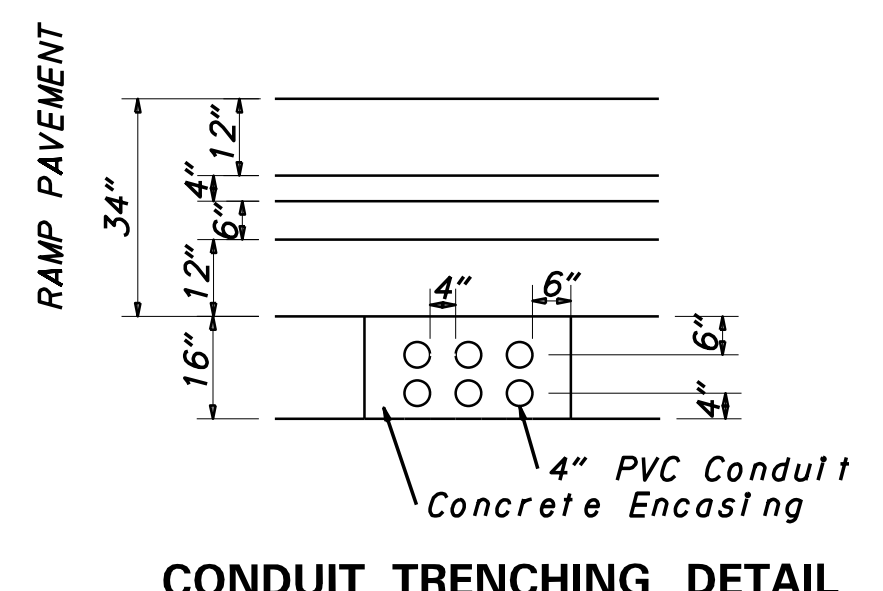 RAMP PAVEMENT
34"
12"
4"
6"
12"
16"
4"
6"
6"
4"
4" PVC Conduit
Concrete Encasing
CONDUIT TRENCHING DETAIL